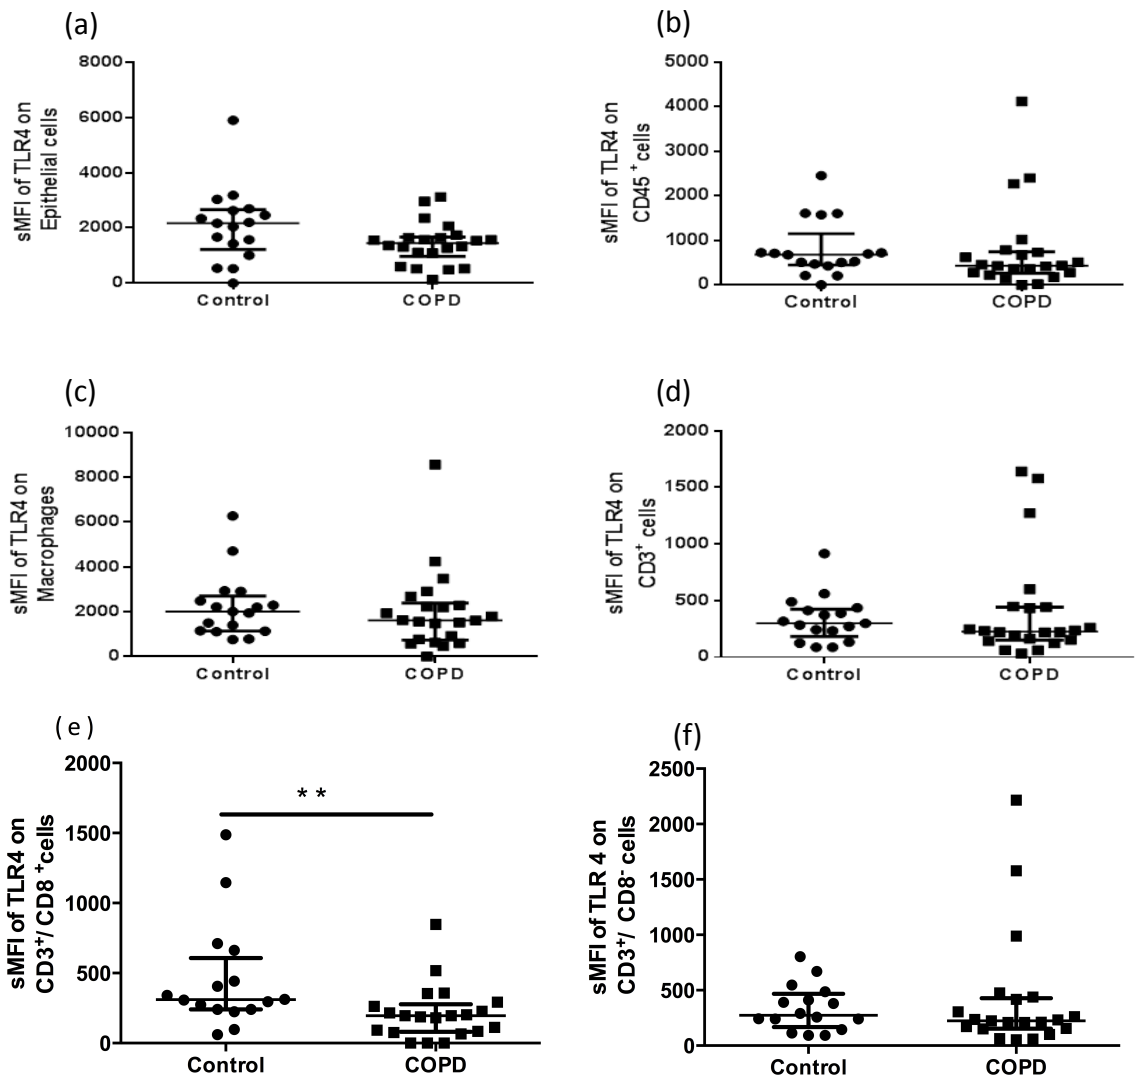 (a)
sMFI of TLR4 on
Epithelial cells
8000
6000
4000
2000
0
Control
COPD
(b)
sMFI of TLR4 on
CD45 + cells
5000
4000
3000
2000
1000
0
Control
COPD
(c)
sMFI of TLR4 on
Macrophages
10000
8000
6000
4000
2000
0
Control
COPD
(d)
sMFI of TLR4 on
CD3+ cells
2000
1500
1000
500
0
Control
COPD
(e)
sMFI of TLR4 on
CD3+/ CD8 +cells
2000
1500
1000
500
0
**
Control
COPD
(f)
sMFI of TLR 4 on
CD3+/ CD8- cells
2500
2000
1500
1000
500
0
Control
COPD